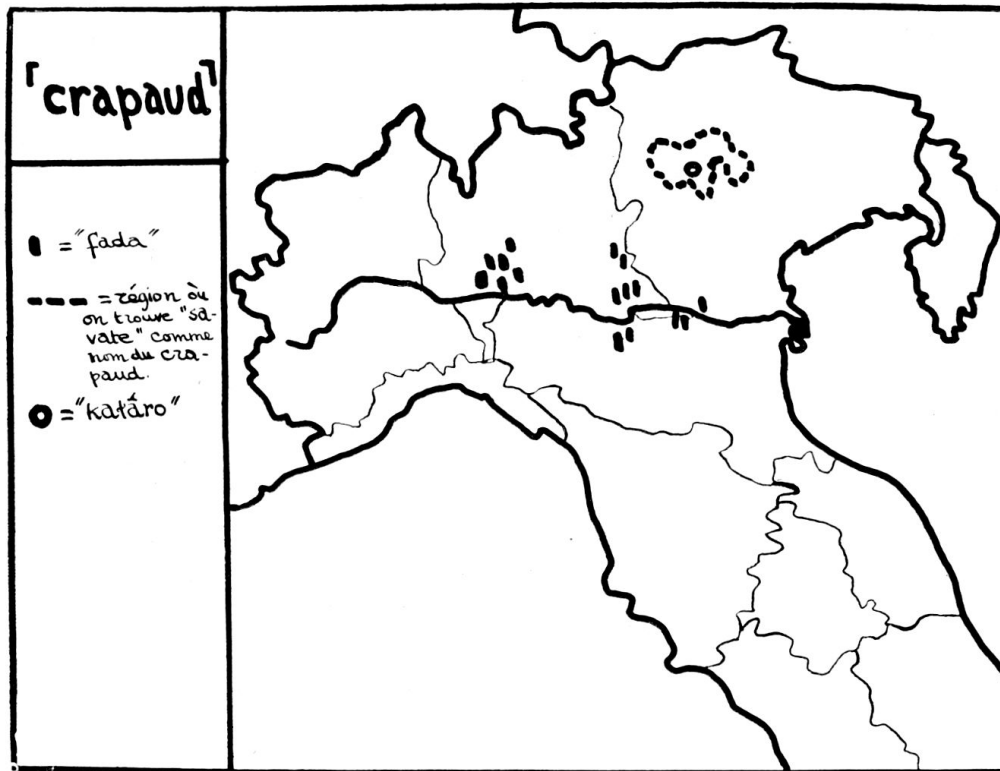 ⌜crapaud⌝
= "fada"
= région où
on trouve "sa-
vate" comme
nom du cra-
paud.
= "katáro"